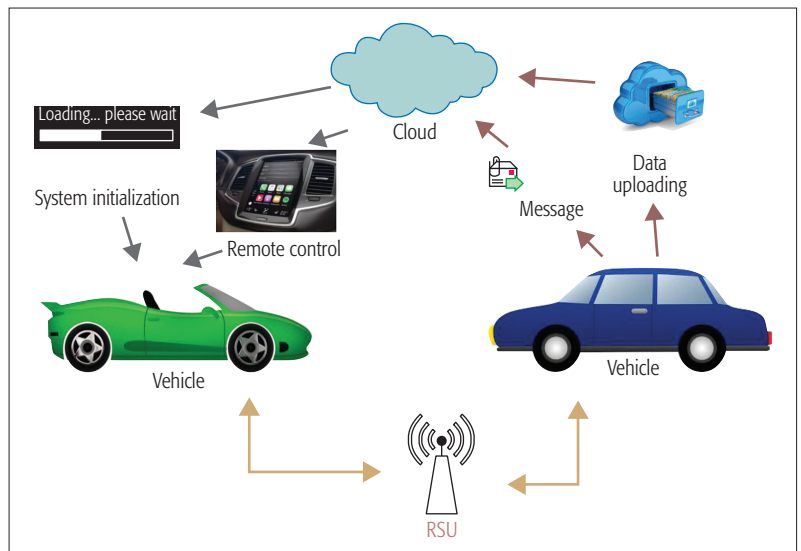 Loading... please wait
Cloud
Data
uploading
System initialization
Message
Remote control
Vehicle
Vehicle
RSU